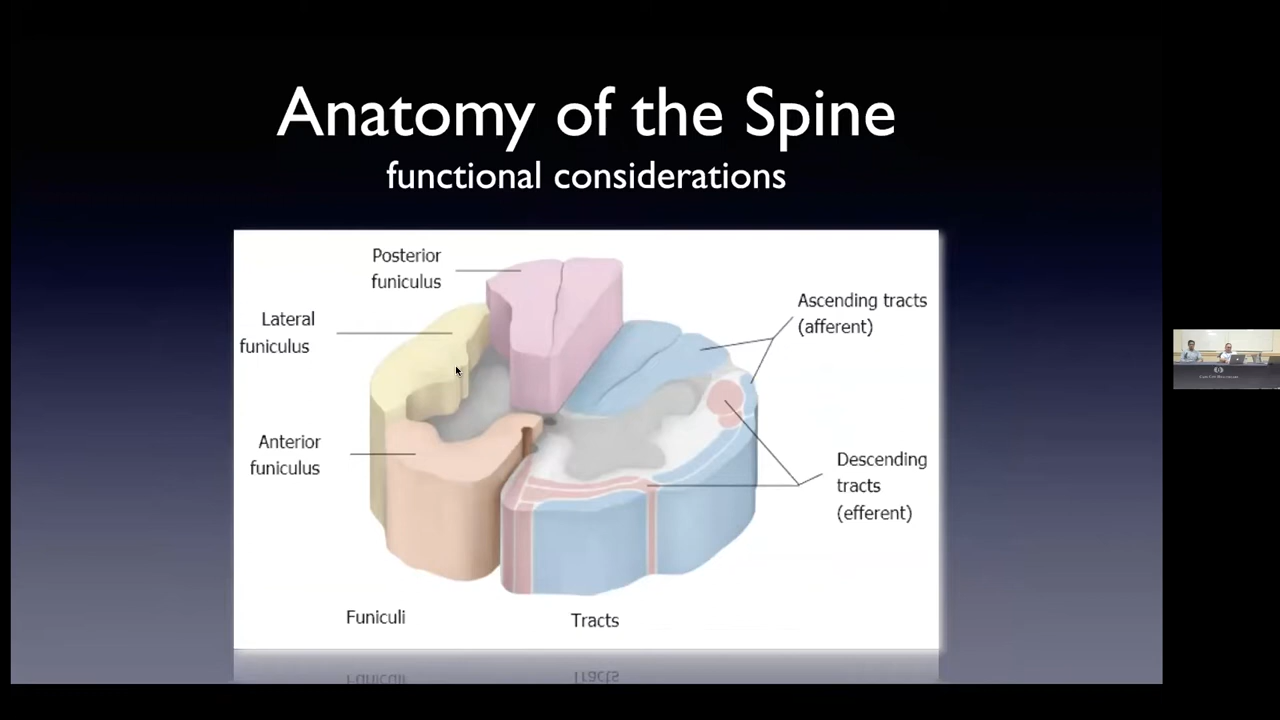 Anatomy of the Spine
functional considerations
Posterior
funiculus
Lateral
funiculus
Anterior
funiculus
Ascending tracts
(afferent)
Descending
tracts
(efferent)
Funiculi
Tracts